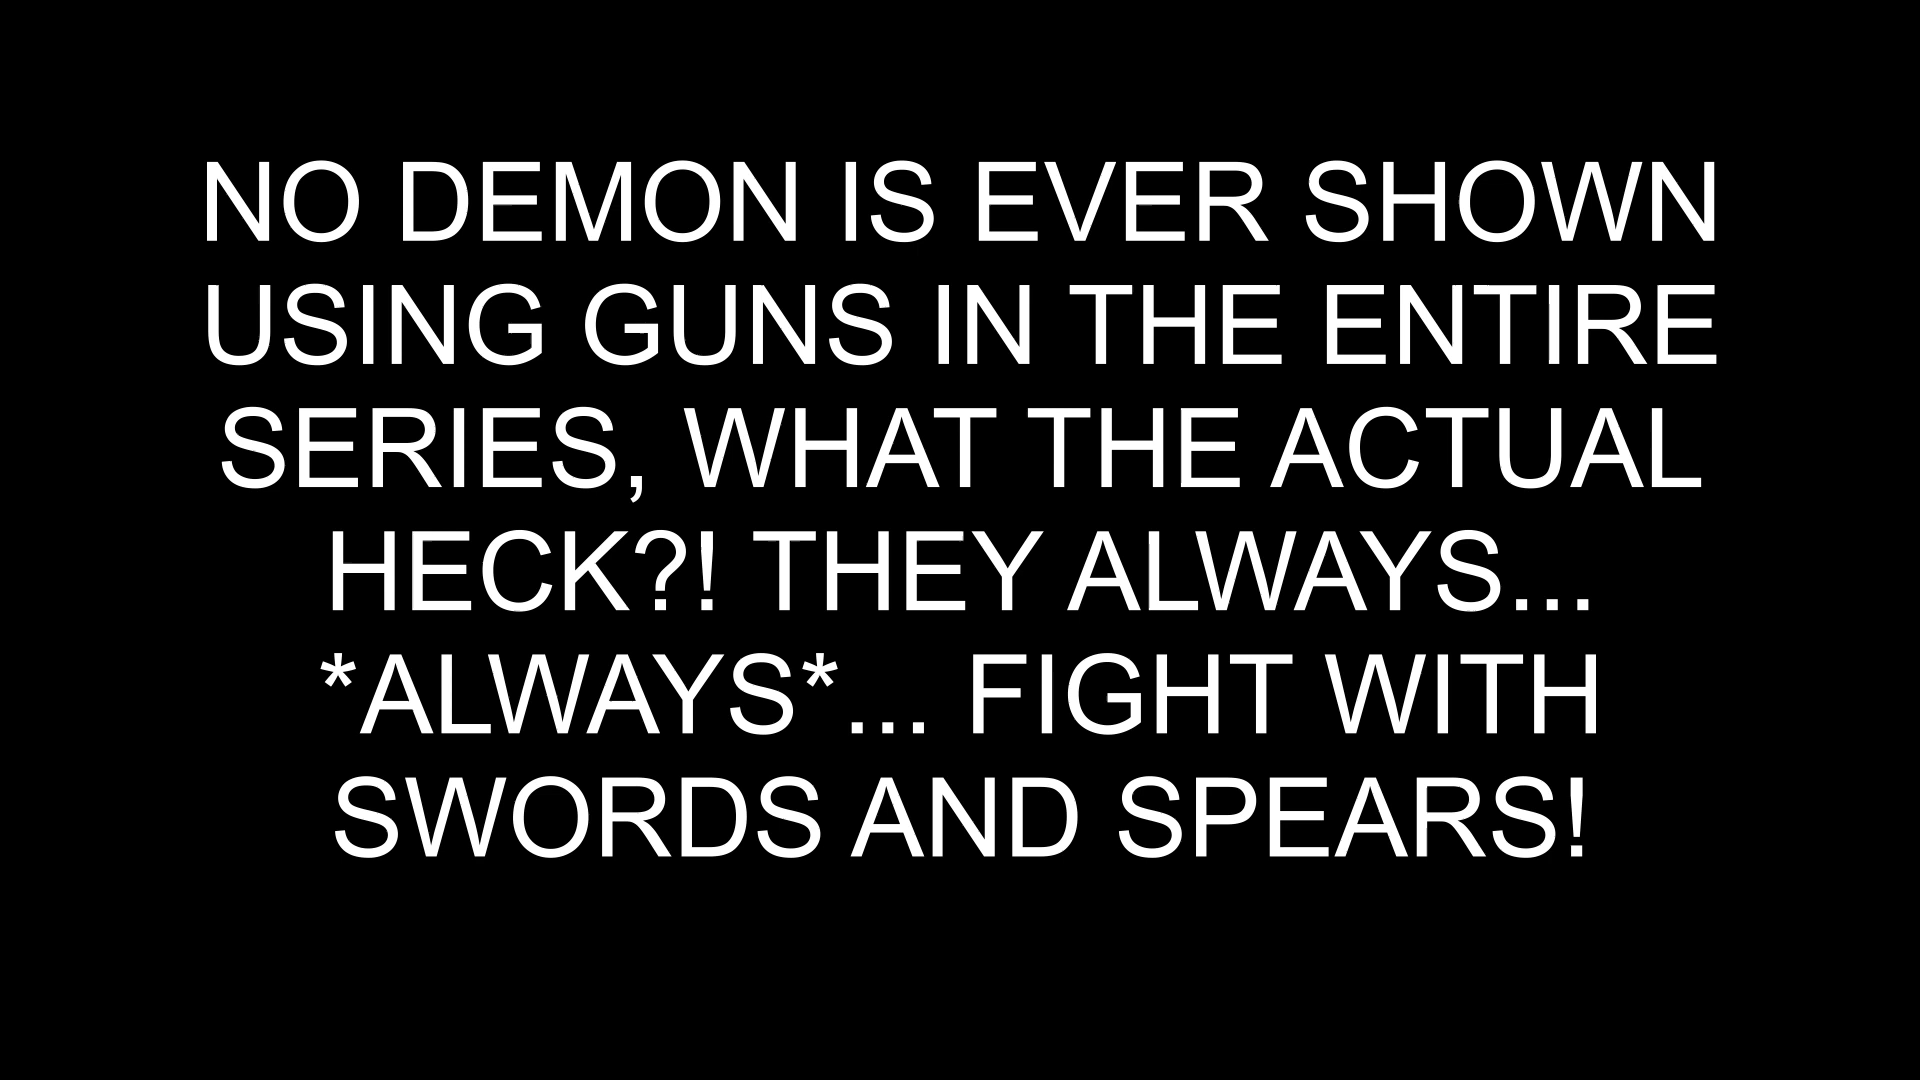 NO DEMON IS EVER SHOWN
USING GUNS IN THE ENTIRE
SERIES, WHAT THE ACTUAL
HECK?! THEY ALWAYS...
*ALWAYS*... FIGHT WITH
SWORDS AND SPEARS!